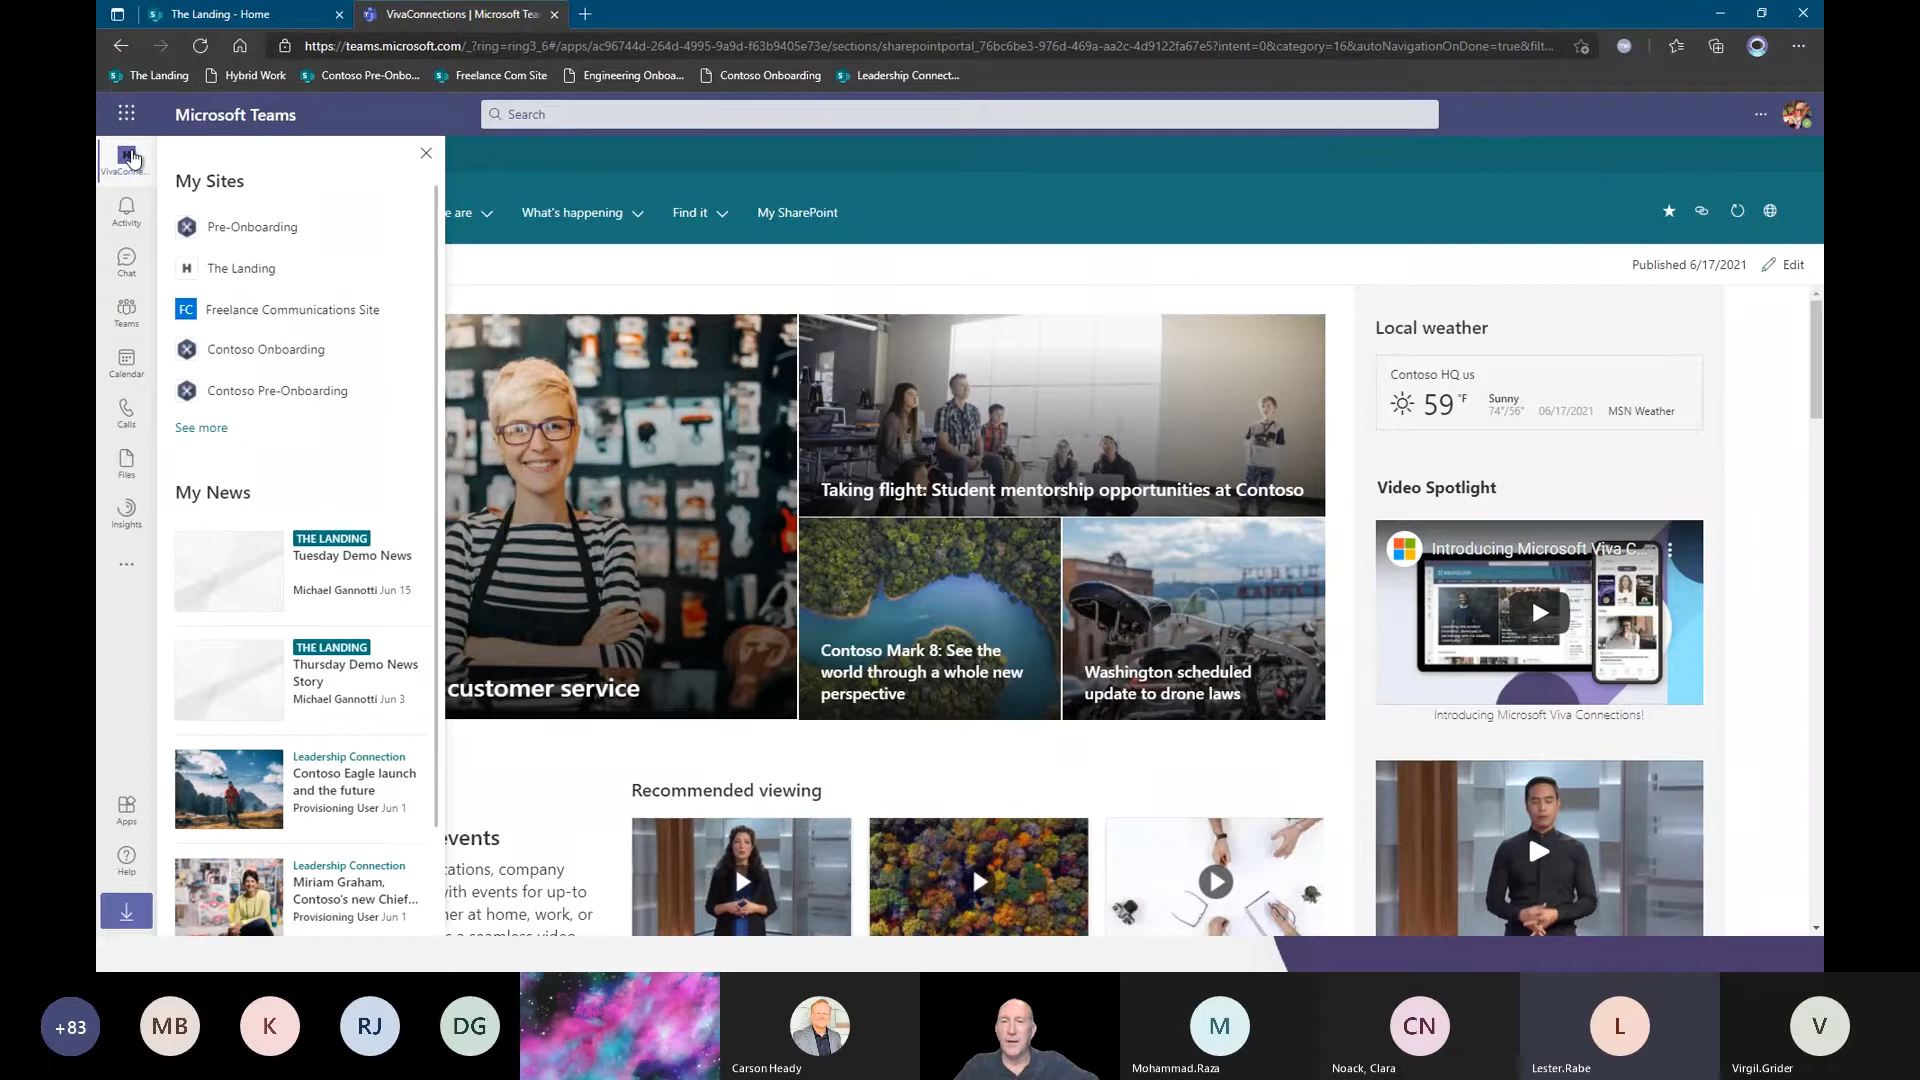 The Landing - Home
VivaConnections | Microsoft Tea
https://teams.microsoft.com/_?ring=ring3_6#/apps/ac96744d-264d-4995-9a9d-f63b9405e73e/sections/sharepointportal_76bc6be3-976d-469a-aa2c-4d9122fa67e5?intent=0&category=16&autoNavigationOnDone=true&filt...
The Landing
Hybrid Work
Contoso Pre-Onbo...
Freelance Com Site
Engineering Onboa...
Contoso Onboarding
Leadership Connect...
Microsoft Teams
Search
VivaConne...
Activity
Chat
Teams
Calendar
Calls
Files
Insights
Apps
Help
My Sites
Pre-Onboarding
H The Landing
FC Freelance Communications Site
Contoso Onboarding
Contoso Pre-Onboarding
See more
My News
THE LANDING
Tuesday Demo News
Michael Gannotti Jun 15
THE LANDING
Thursday Demo News
Story
Michael Gannotti Jun 3
Leadership Connection
Contoso Eagle launch
and the future
Provisioning User Jun 1
Leadership Connection
Miriam Graham,
Contoso's new Chief...
Provisioning User Jun 1
e are
What's happening
Find it
My SharePoint
Published 6/17/2021
Edit
customer service
Taking flight: Student mentorship opportunities at Contoso
Contoso Mark 8: See the
world through a whole new
perspective
Washington scheduled
update to drone laws
Local weather
Contoso HQ us
59 °F
Sunny
74°/56°
06/17/2021
MSN Weather
Video Spotlight
Introducing Microsoft Viva C...
Introducing Microsoft Viva Connections!
Recommended viewing
events
cations, company
with events for up-to
her at home, work, or
+83
MB
K
RJ
DG
Carson Heady
M
Mohammad.Raza
CN
Noack, Clara
L
Lester.Rabe
V
Virgil.Grider